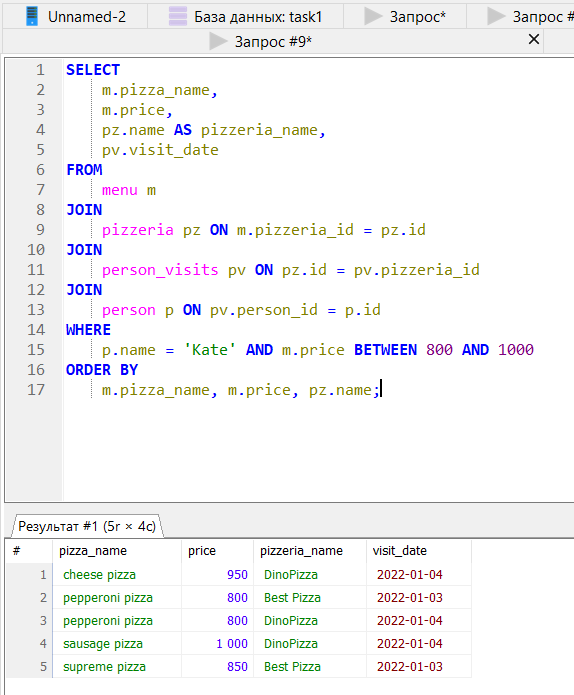 Unnamed-2 База данных: task1 Запрос* Запрос #
Запрос #9*
1 SELECT
2 m.pizza_name,
3 m.price,
4 pz.name AS pizzeria_name,
5 pv.visit_date
6 FROM
7 menu m
8 JOIN
9 pizzeria pz ON m.pizzeria_id = pz.id
10 JOIN
11 person_visits pv ON pz.id = pv.pizzeria_id
12 JOIN
13 person p ON pv.person_id = p.id
14 WHERE
15 p.name = 'Kate' AND m.price BETWEEN 800 AND 1000
16 ORDER BY
17 m.pizza_name, m.price, pz.name;
Результат #1 (5r × 4c)
# pizza_name price pizzeria_name visit_date
1 cheese pizza 950 DinoPizza 2022-01-04
2 pepperoni pizza 800 Best Pizza 2022-01-03
3 pepperoni pizza 800 DinoPizza 2022-01-04
4 sausage pizza 1 000 DinoPizza 2022-01-04
5 supreme pizza 850 Best Pizza 2022-01-03